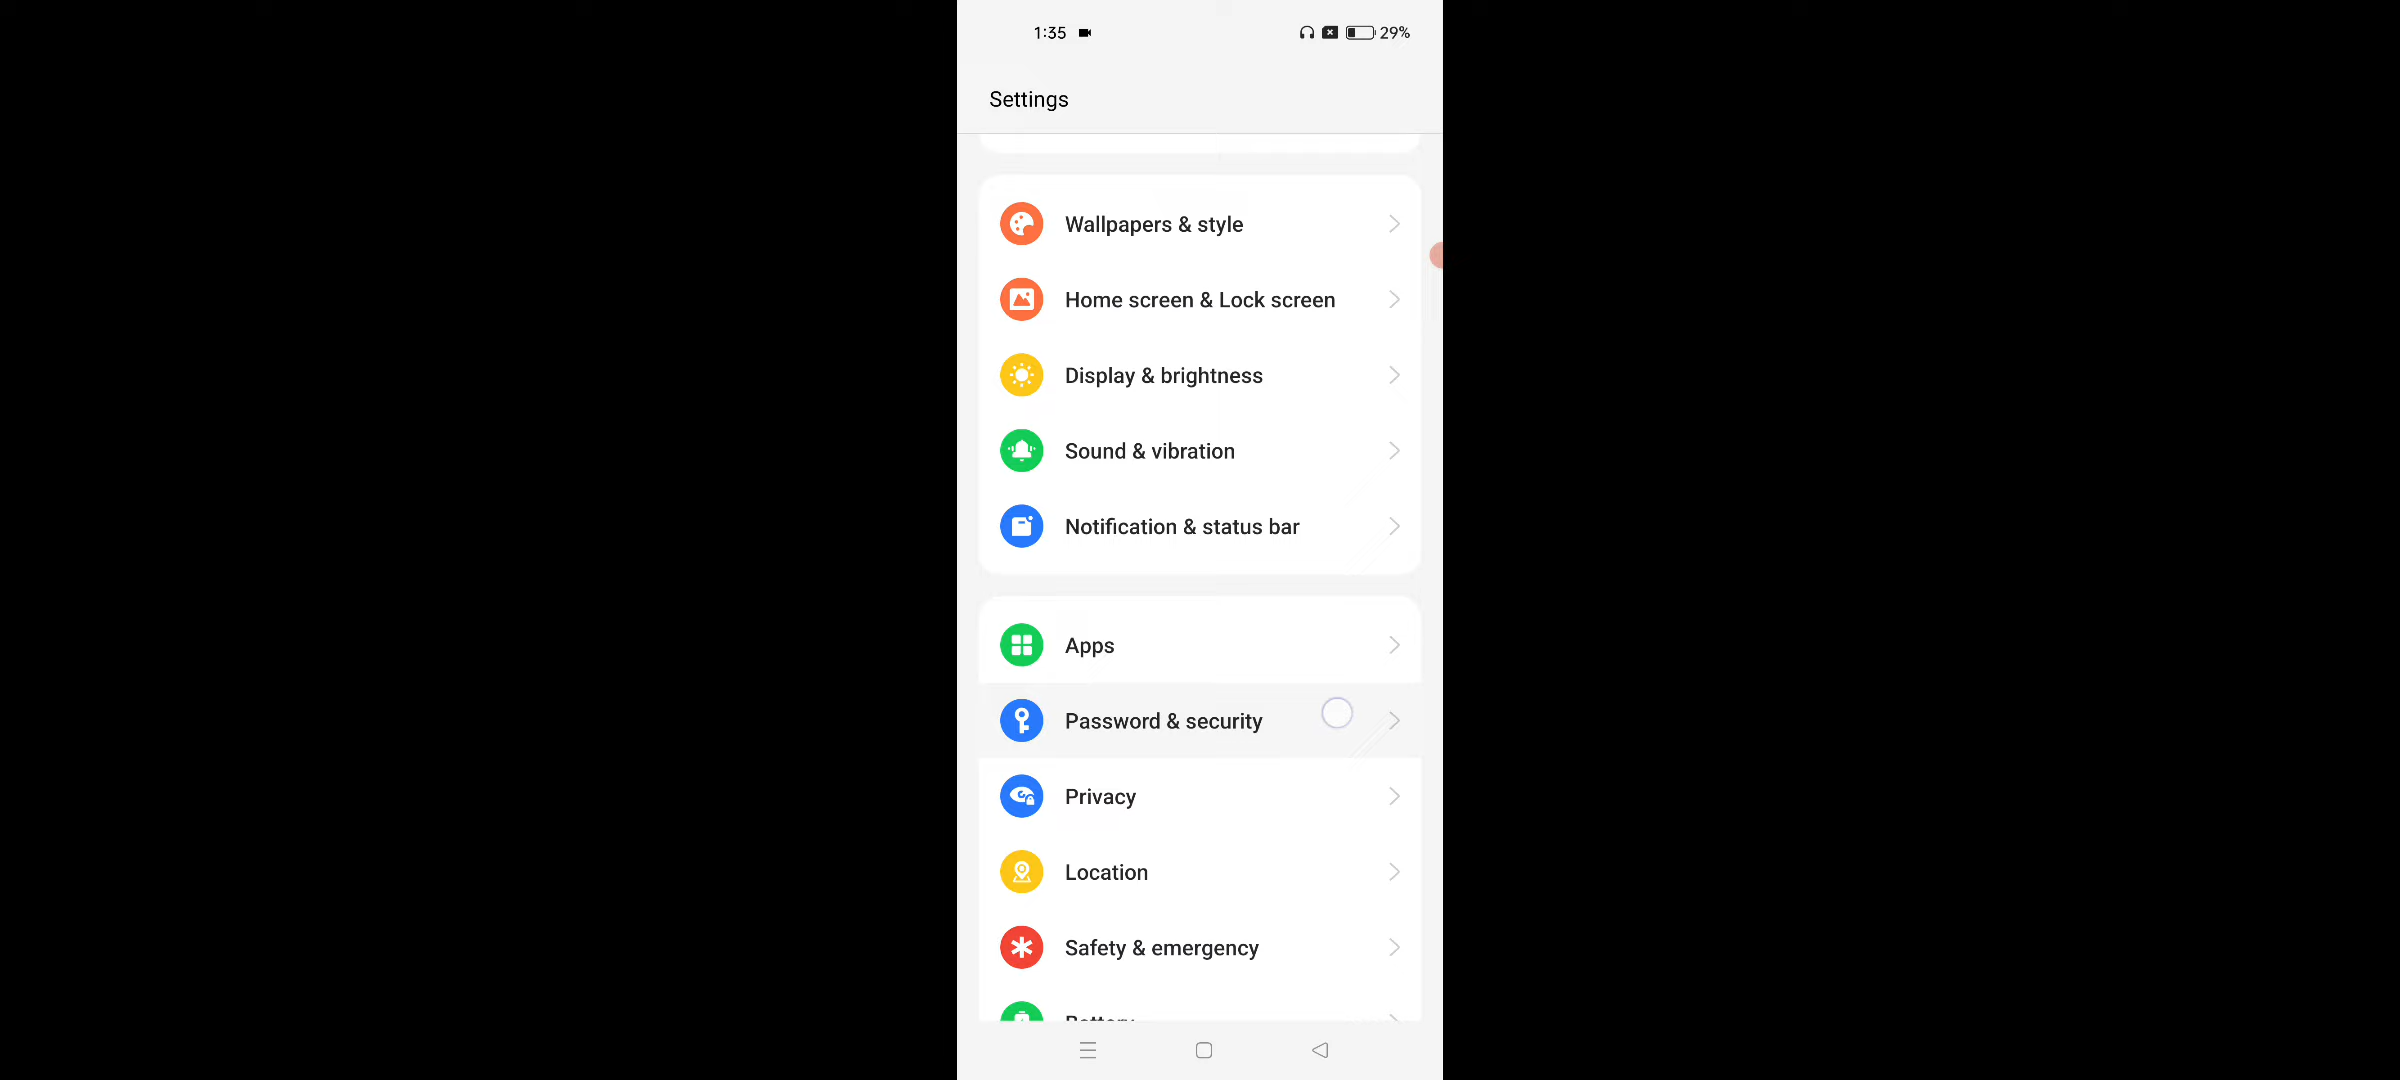 1:35 29%
Settings
Wallpapers & style
Home screen & Lock screen
Display & brightness
Sound & vibration
Notification & status bar
Apps
Password & security
Privacy
Location
Safety & emergency
Battery